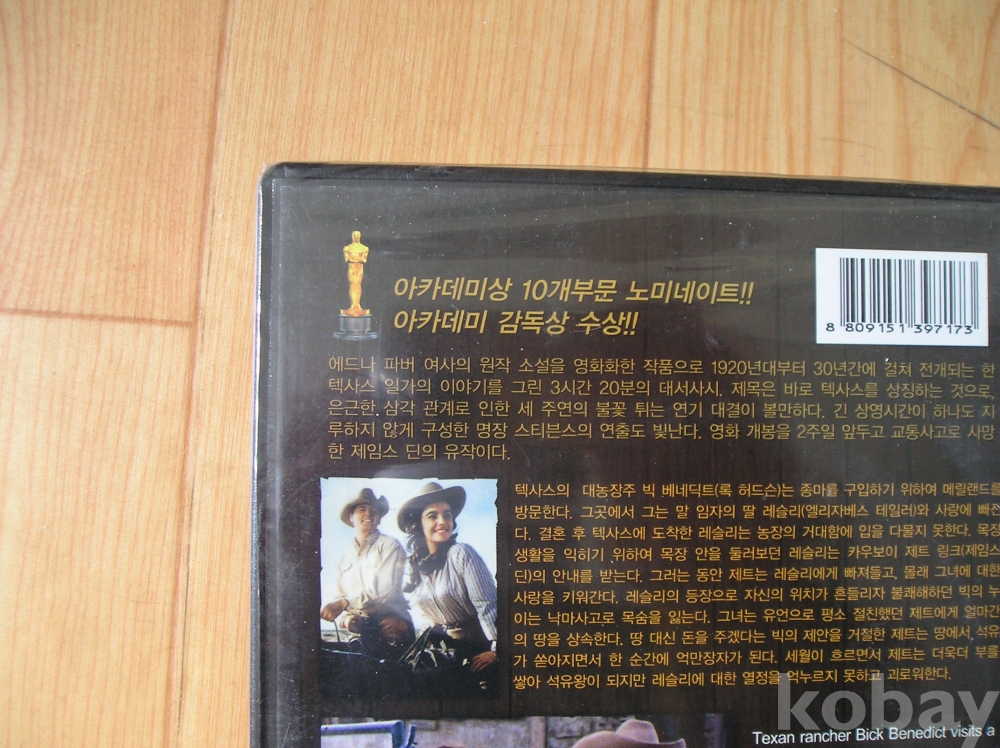 아카데미상 10개부문 노미네이트!!
아카데미 감독상 수상!!
8 809151 397173
에드나 파버 여사의 원작 소설을 영화화한 작품으로 1920년대부터 30년간에 걸쳐 전개되는 한
텍사스 일가의 이야기를 그린 3시간 20분의 대서사시. 제목은 바로 텍사스를 상징하는 것으로,
은근한 삼각 관계로 인한 세 주연의 불꽃 튀는 연기 대결이 볼만하다. 긴 상영시간이 하나도 지
루하지 않게 구성한 명장 스티븐스의 연출도 빛난다. 영화 개봉을 2주일 앞두고 교통사고로 사망
한 제임스 딘의 유작이다.
텍사스의 대농장주 빅 베네딕트(록 허드슨)는 종마를 구입하기 위하여 메릴랜드를
방문한다. 그곳에서 그는 말 임자의 딸 레슬리(엘리자베스 테일러)와 사랑에 빠진
다. 결혼 후 텍사스에 도착한 레슬리는 농장의 거대함에 입을 다물지 못한다. 목장
생활을 익히기 위하여 목장 안을 둘러보던 레슬리는 카우보이 제트 링크(제임스
딘)의 안내를 받는다. 그러는 동안 제트는 레슬리에게 빠져들고, 몰래 그녀에 대한
사랑을 키워간다. 레슬리의 등장으로 자신의 위치가 흔들리자 불쾌해하던 빅의 누
이는 낙마사고로 목숨을 잃는다. 그녀는 유언으로 평소 절친했던 제트에게 얼마간
의 땅을 상속한다. 땅 대신 돈을 주겠다는 빅의 제안을 거절한 제트는 땅에서 석유
가 쏟아지면서 한 순간에 억만장자가 된다. 세월이 흐르면서 제트는 더욱더 부를
쌓아 석유왕이 되지만 레슬리에 대한 열정을 억누르지 못하고 괴로워한다.
kobay
Texan rancher Bick Benedict visits a